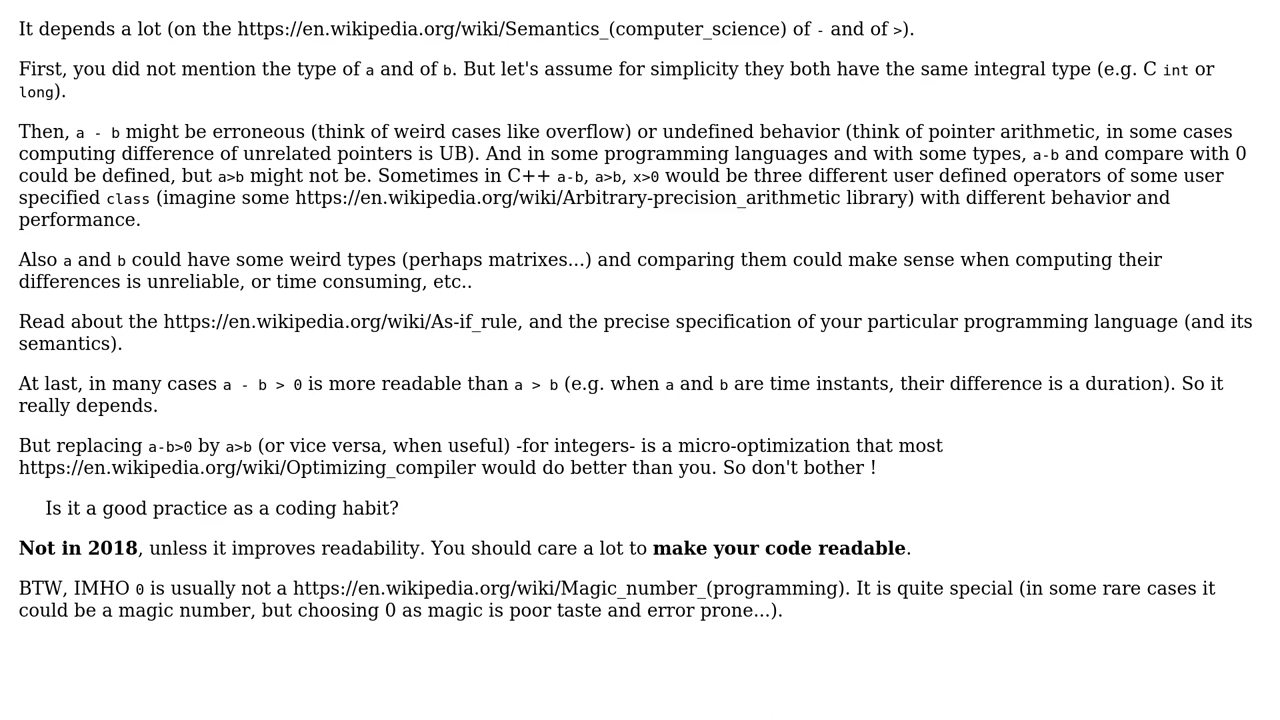 It depends a lot (on the https://en.wikipedia.org/wiki/Semantics_(computer_science) of - and of >).
First, you did not mention the type of a and of b. But let's assume for simplicity they both have the same integral type (e.g. C int or
long).
Then, a - b might be erroneous (think of weird cases like overflow) or undefined behavior (think of pointer arithmetic, in some cases
computing difference of unrelated pointers is UB). And in some programming languages and with some types, a-b and compare with 0
could be defined, but a>b might not be. Sometimes in C++ a-b, a>b, x>0 would be three different user defined operators of some user
specified class (imagine some https://en.wikipedia.org/wiki/Arbitrary-precision_arithmetic library) with different behavior and
performance.
Also a and b could have some weird types (perhaps matrixes...) and comparing them could make sense when computing their
differences is unreliable, or time consuming, etc..
Read about the https://en.wikipedia.org/wiki/As-if_rule, and the precise specification of your particular programming language (and its
semantics).
At last, in many cases a - b > 0 is more readable than a > b (e.g. when a and b are time instants, their difference is a duration). So it
really depends.
But replacing a-b>0 by a>b (or vice versa, when useful) -for integers- is a micro-optimization that most
https://en.wikipedia.org/wiki/Optimizing_compiler would do better than you. So don't bother !
Is it a good practice as a coding habit?
Not in 2018, unless it improves readability. You should care a lot to make your code readable.
BTW, IMHO 0 is usually not a https://en.wikipedia.org/wiki/Magic_number_(programming). It is quite special (in some rare cases it
could be a magic number, but choosing 0 as magic is poor taste and error prone...).